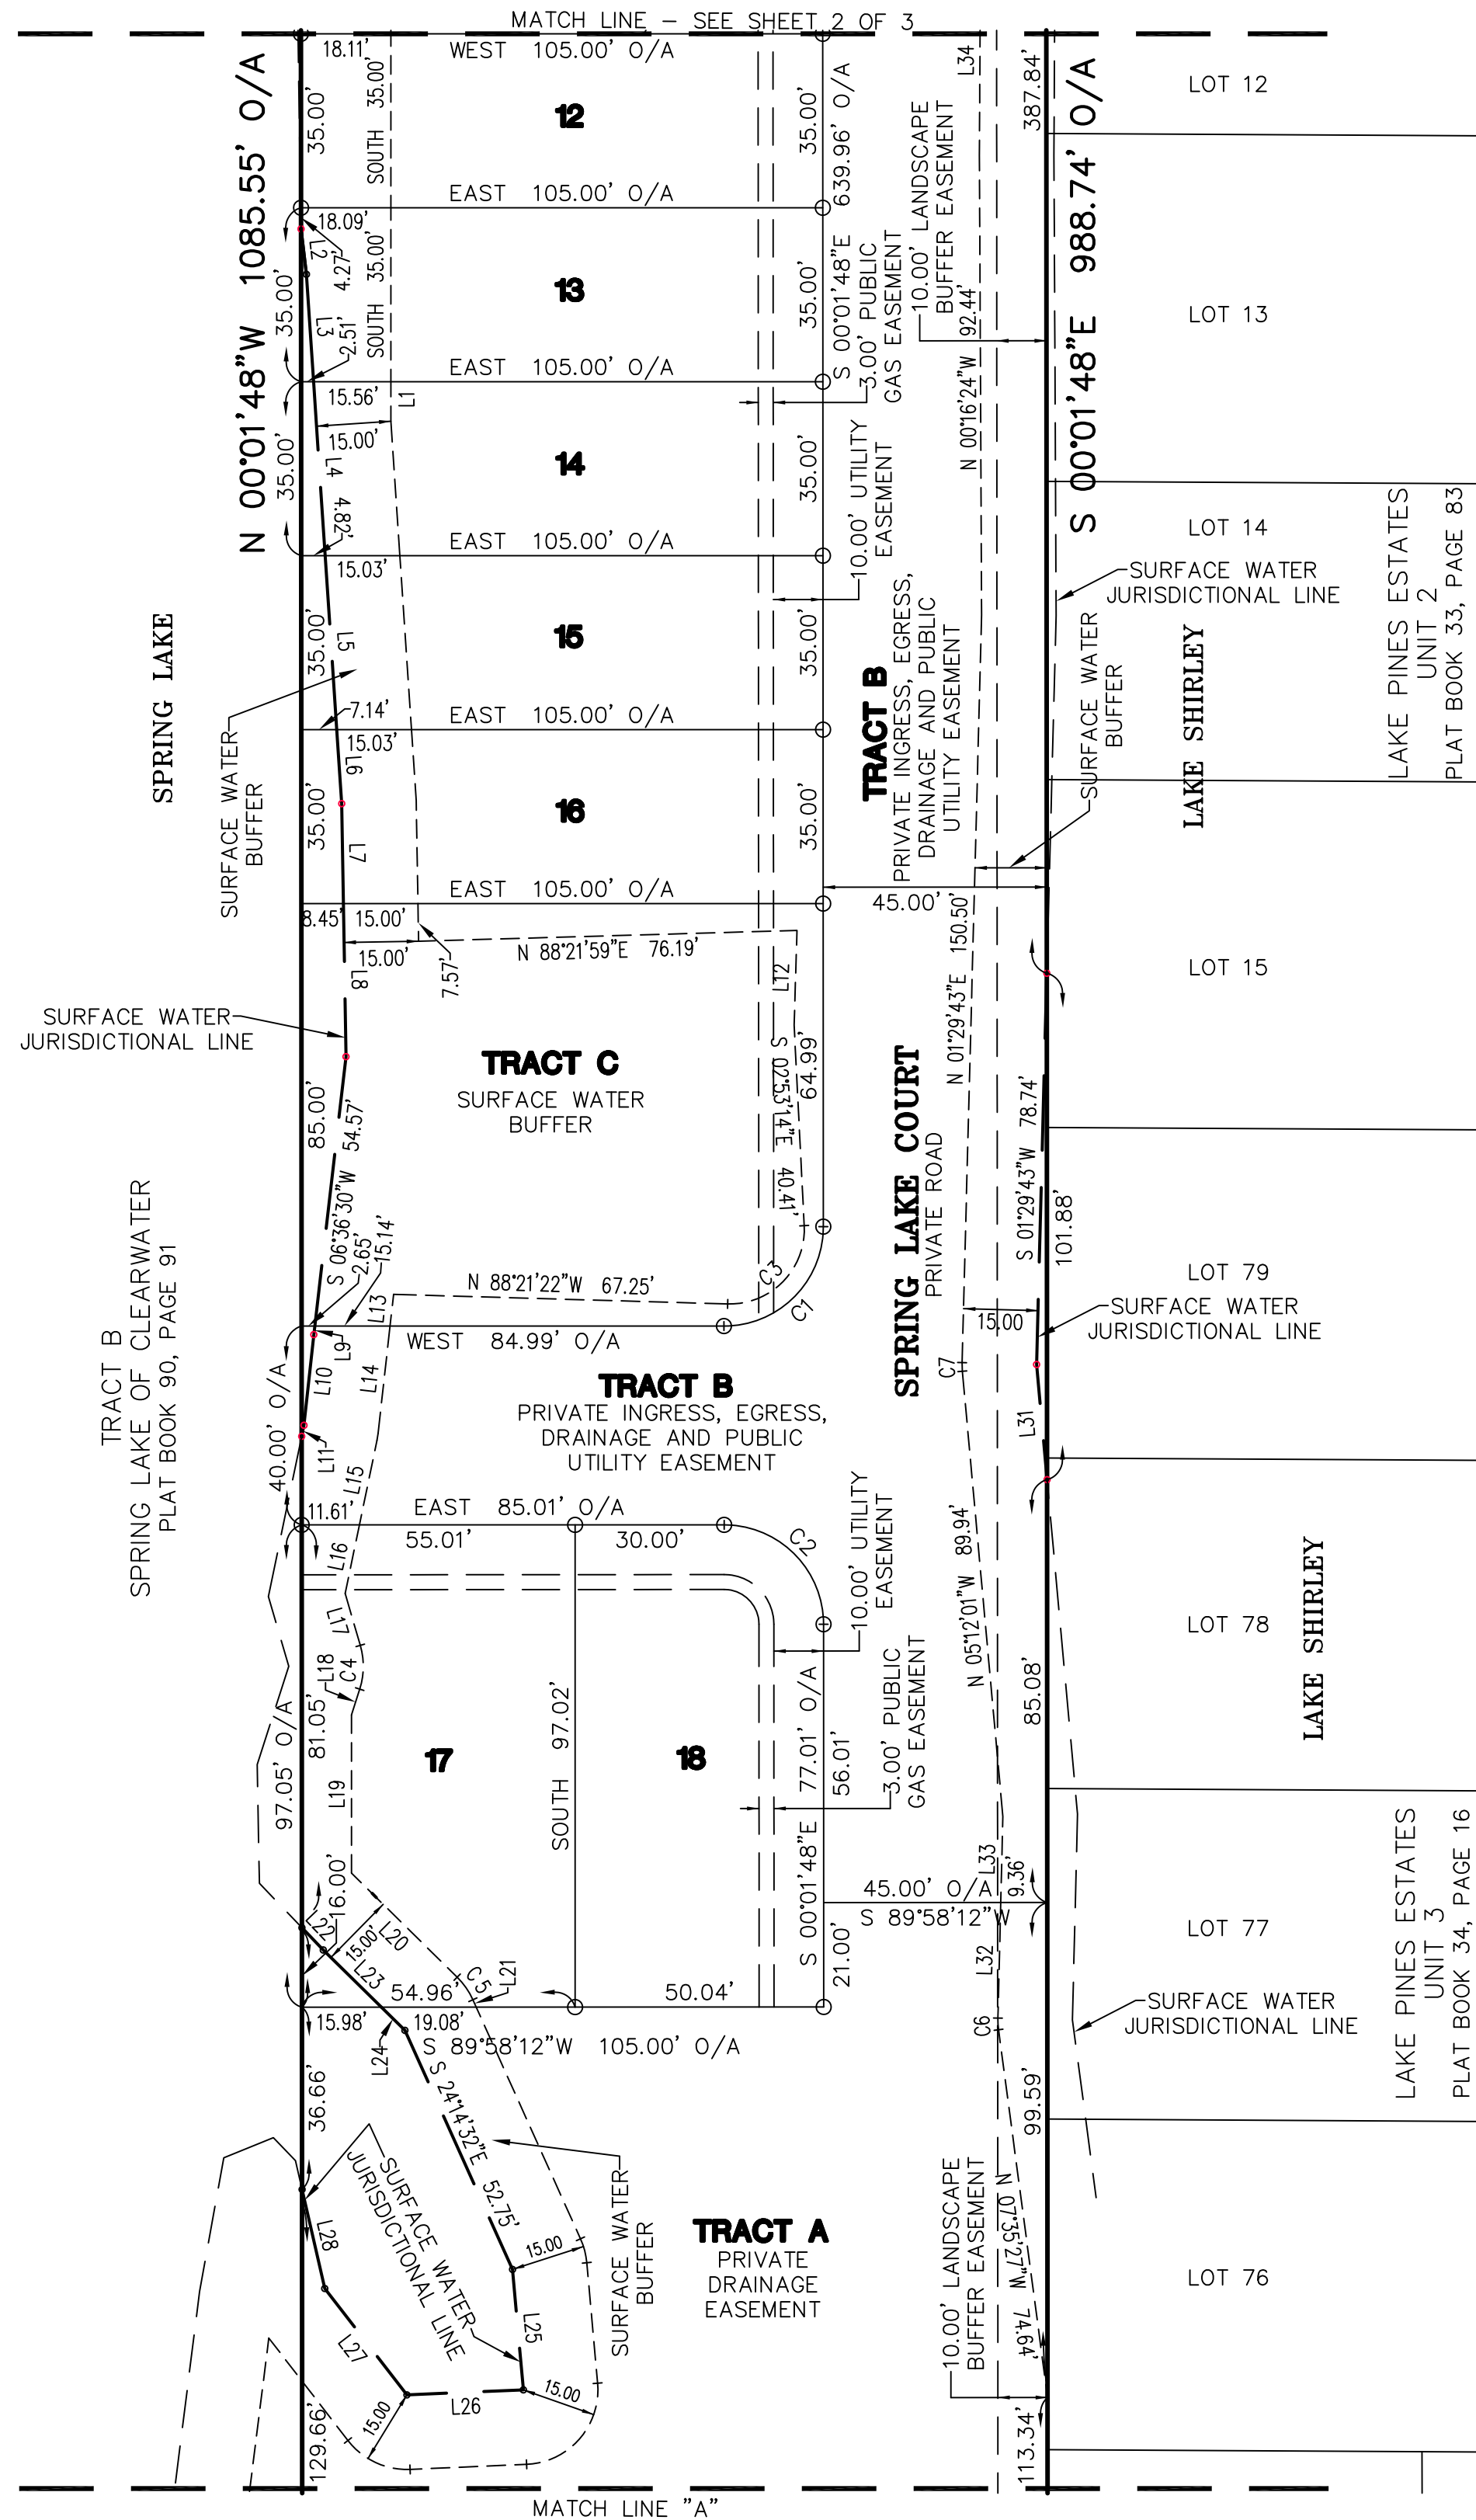 MATCH LINE – SEE SHEET 2 OF 3
18.11'
WEST 105.00' O/A
N 00°01'48"W 1085.55' O/A
35.00'
SOUTH 35.00'
12
35.00'
639.96' O/A
S 00°01'48"E
L34
387.84'
S 00°01'48"E 988.74' O/A
LOT 12
10.00' LANDSCAPE
BUFFER EASEMENT
EAST 105.00' O/A
18.09'
L2
4.27'
35.00'
L3
2.51'
SOUTH 35.00'
13
35.00'
3.00' PUBLIC
GAS EASEMENT
N 00°16'24"W 92.44'
LOT 13
EAST 105.00' O/A
15.56'
L1
15.00'
35.00'
L4
4.82'
14
35.00'
10.00' UTILITY
EASEMENT
LOT 14
SURFACE WATER
JURISDICTIONAL LINE
LAKE PINES ESTATES
UNIT 2
PLAT BOOK 33, PAGE 83
EAST 105.00' O/A
15.03'
SPRING LAKE
35.00'
L5
15
35.00'
TRACT B
PRIVATE INGRESS, EGRESS,
DRAINAGE AND PUBLIC
UTILITY EASEMENT
SURFACE WATER
BUFFER
LAKE SHIRLEY
7.14'
EAST 105.00' O/A
15.03'
L6
SURFACE WATER
BUFFER
35.00'
L7
16
35.00'
EAST 105.00' O/A
45.00'
8.45'
15.00'
15.00'
7.57'
N 88°21'59"E 76.19'
L8
L12
N 01°29'43"E 150.50'
LOT 15
SURFACE WATER
JURISDICTIONAL LINE
TRACT C
SURFACE WATER
BUFFER
85.00'
S 06°36'30"W 54.57'
S 02°53'14"E 40.41'
64.99'
SPRING LAKE COURT
PRIVATE ROAD
S 01°29'43"W 78.74'
101.88'
LOT 79
TRACT B
SPRING LAKE OF CLEARWATER
PLAT BOOK 90, PAGE 91
2.65'
15.14'
L13
N 88°21'22"W 67.25'
C3
C1
15.00
SURFACE WATER
JURISDICTIONAL LINE
WEST 84.99' O/A
L9
L10
L14
C7
40.00' O/A
TRACT B
PRIVATE INGRESS, EGRESS,
DRAINAGE AND PUBLIC
UTILITY EASEMENT
L31
L11
L15
11.61'
EAST 85.01' O/A
55.01'
30.00'
C2
10.00' UTILITY
EASEMENT
N 05°12'01"W 89.94'
L16
L17
L18
C4
LOT 78
LAKE SHIRLEY
97.05' O/A
81.05'
SOUTH 97.02'
77.01' O/A
S 00°01'48"E
56.01'
3.00' PUBLIC
GAS EASEMENT
85.08'
17
18
L19
L33
9.36'
LAKE PINES ESTATES
UNIT 3
PLAT BOOK 34, PAGE 16
16.00'
L22
15.00'
L20
45.00' O/A
S 89°58'12"W
LOT 77
L23
C5
L21
21.00'
L32
54.96'
50.04'
15.98'
19.08'
S 89°58'12"W 105.00' O/A
L24
C6
SURFACE WATER
JURISDICTIONAL LINE
36.66'
S 24°14'32"E 52.75'
99.59'
SURFACE WATER
JURISDICTIONAL LINE
SURFACE WATER
BUFFER
10.00' LANDSCAPE
BUFFER EASEMENT
N 07°35'27"W 74.64'
L28
15.00
TRACT A
PRIVATE
DRAINAGE
EASEMENT
LOT 76
L27
L25
L26
15.00
15.00
129.66'
113.34'
MATCH LINE "A"